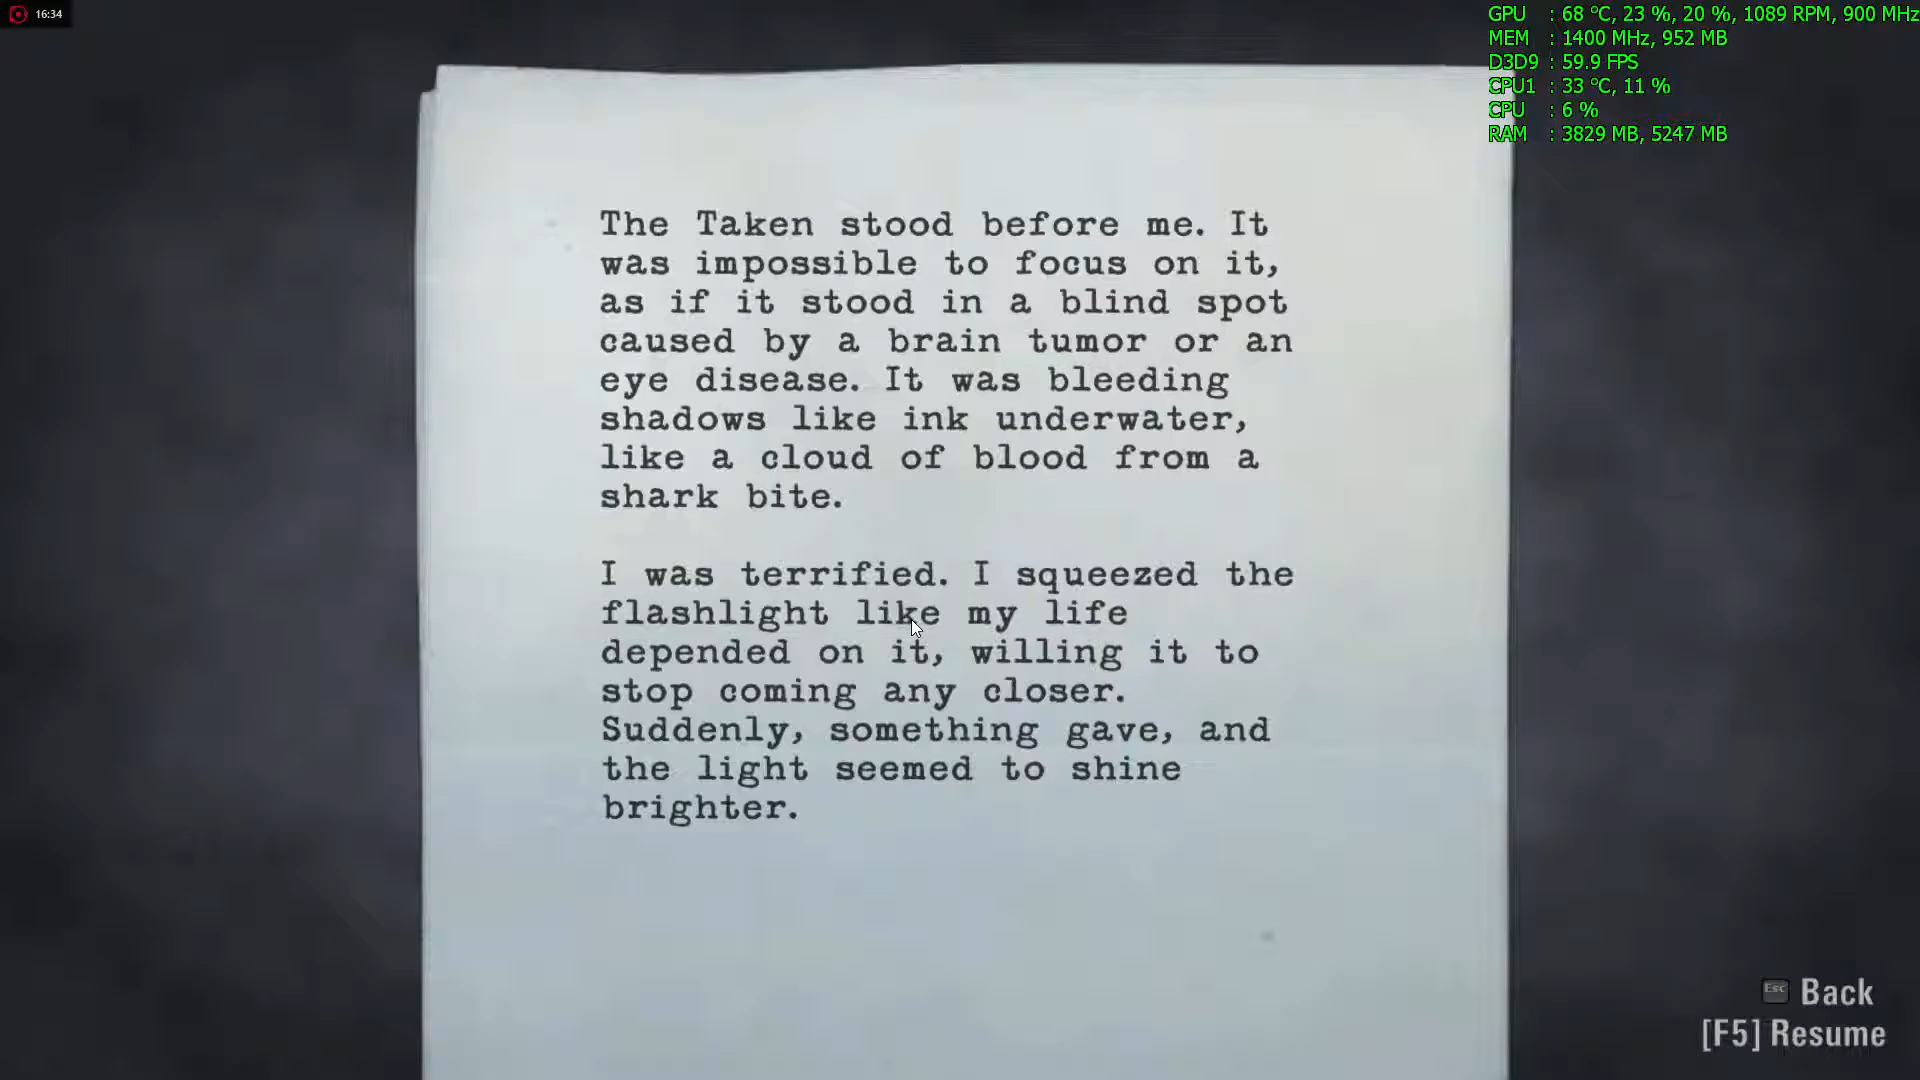 16:34
GPU : 68 °C, 23 %, 20 %, 1089 RPM, 900 MHz
MEM : 1400 MHz, 952 MB
D3D9 : 59.9 FPS
CPU1 : 33 °C, 11 %
CPU : 6 %
RAM : 3829 MB, 5247 MB
The Taken stood before me. It
was impossible to focus on it,
as if it stood in a blind spot
caused by a brain tumor or an
eye disease. It was bleeding
shadows like ink underwater,
like a cloud of blood from a
shark bite.
I was terrified. I squeezed the
flashlight like my life
depended on it, willing it to
stop coming any closer.
Suddenly, something gave, and
the light seemed to shine
brighter.
Esc Back
[F5] Resume